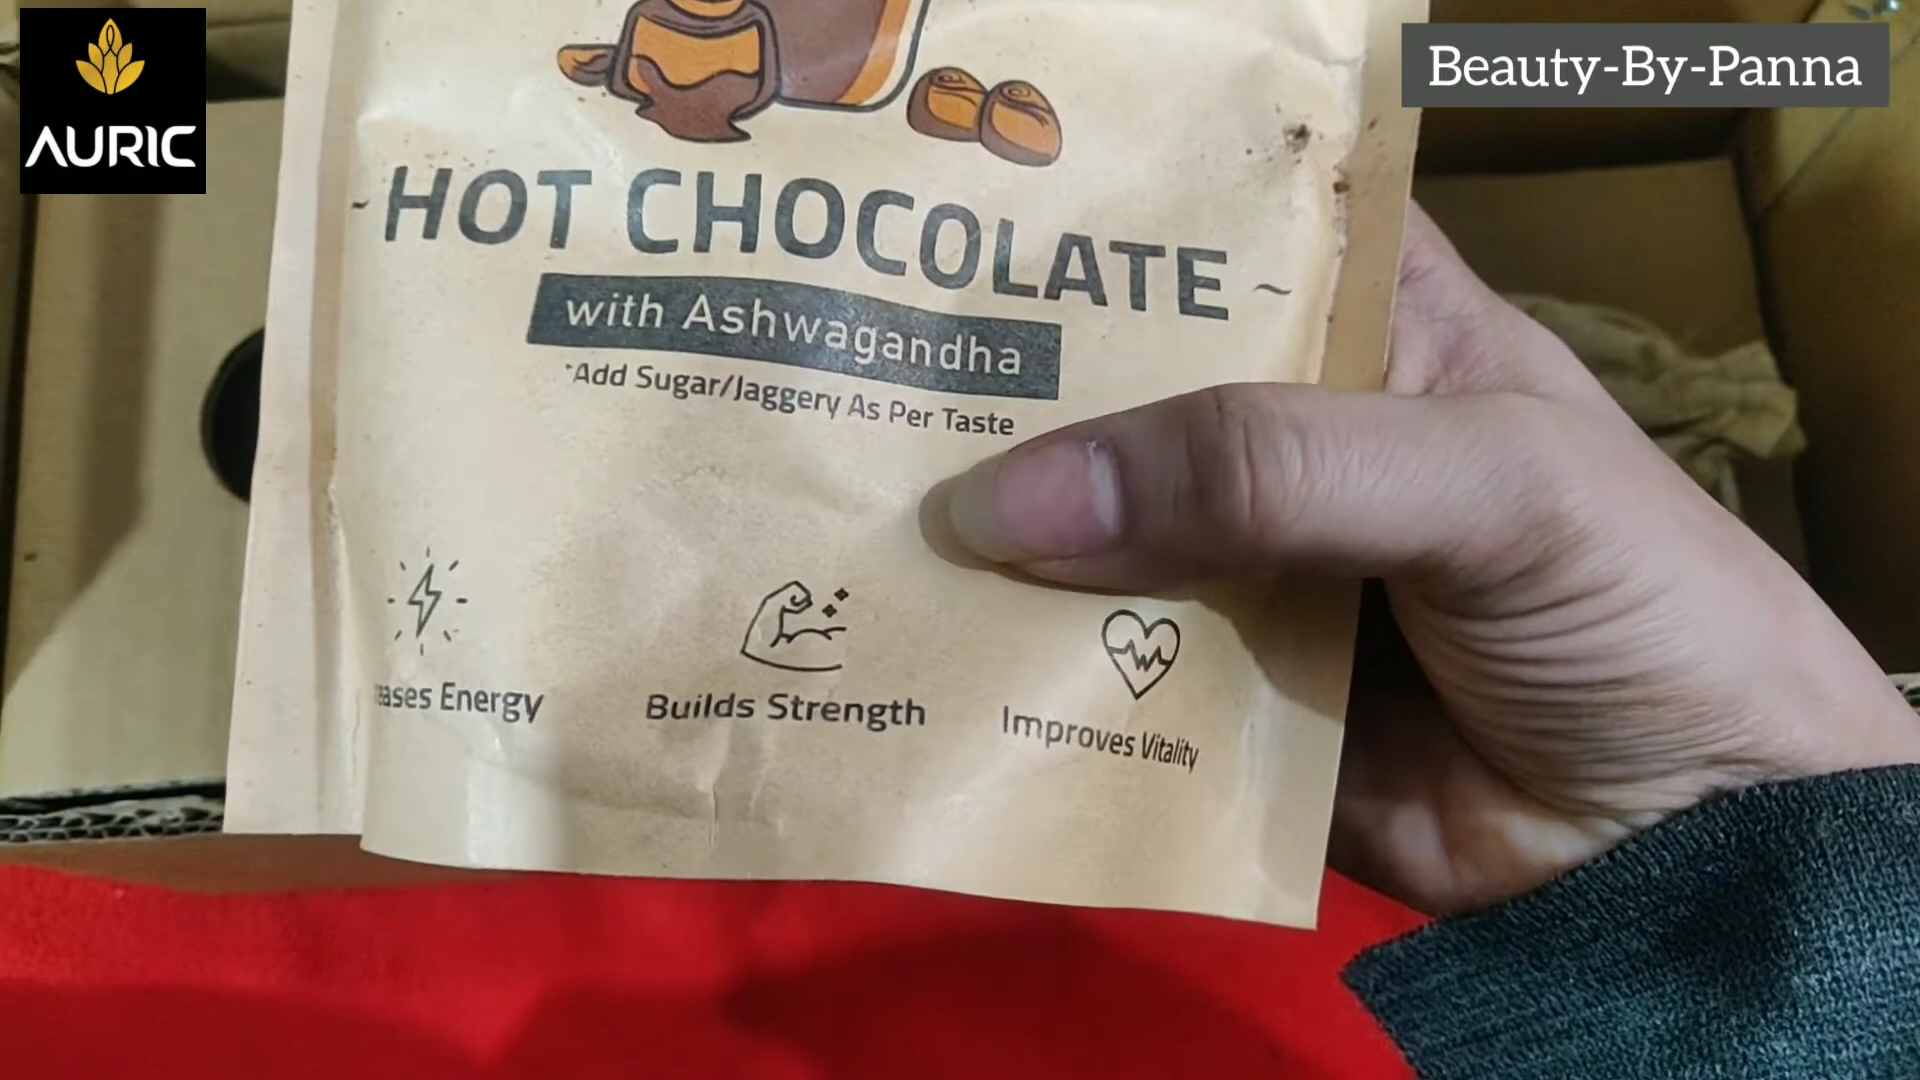 AURIC
Beauty-By-Panna
~HOT CHOCOLATE~
with Ashwagandha
*Add Sugar/Jaggery As Per Taste
Energy
Builds Strength
Improves Vitality